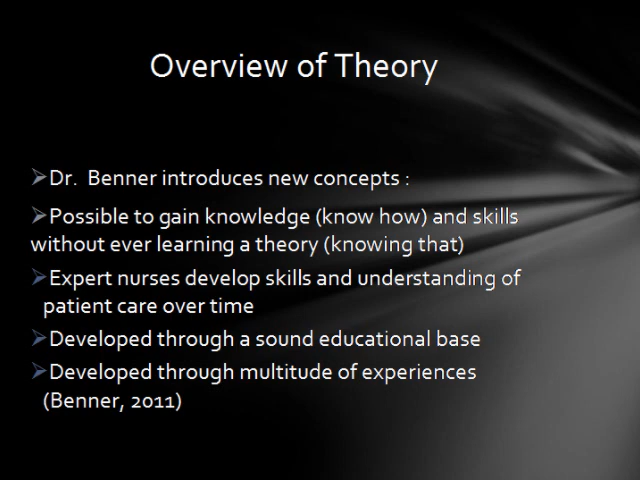 Overview of Theory
Dr.  Benner introduces new concepts :
Possible to gain knowledge (know how) and skills
without ever learning a theory (knowing that)
Expert nurses develop skills and understanding of
patient care over time
Developed through a sound educational base
Developed through multitude of experiences
(Benner, 2011)